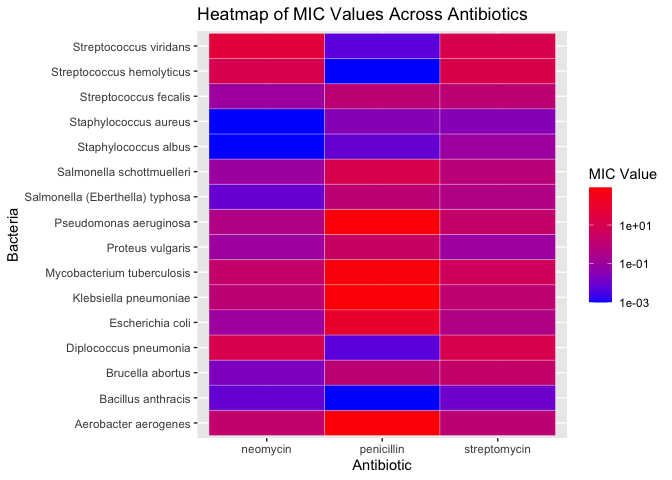 Heatmap of MIC Values Across Antibiotics
Bacteria
Streptococcus viridans
Streptococcus hemolyticus
Streptococcus fecalis
Staphylococcus aureus
Staphylococcus albus
Salmonella schottmuelleri
Salmonella (Eberthella) typhosa
Pseudomonas aeruginosa
Proteus vulgaris
Mycobacterium tuberculosis
Klebsiella pneumoniae
Escherichia coli
Diplococcus pneumonia
Brucella abortus
Bacillus anthracis
Aerobacter aerogenes
neomycin penicillin streptomycin
Antibiotic
MIC Value
1e+01
1e-01
1e-03